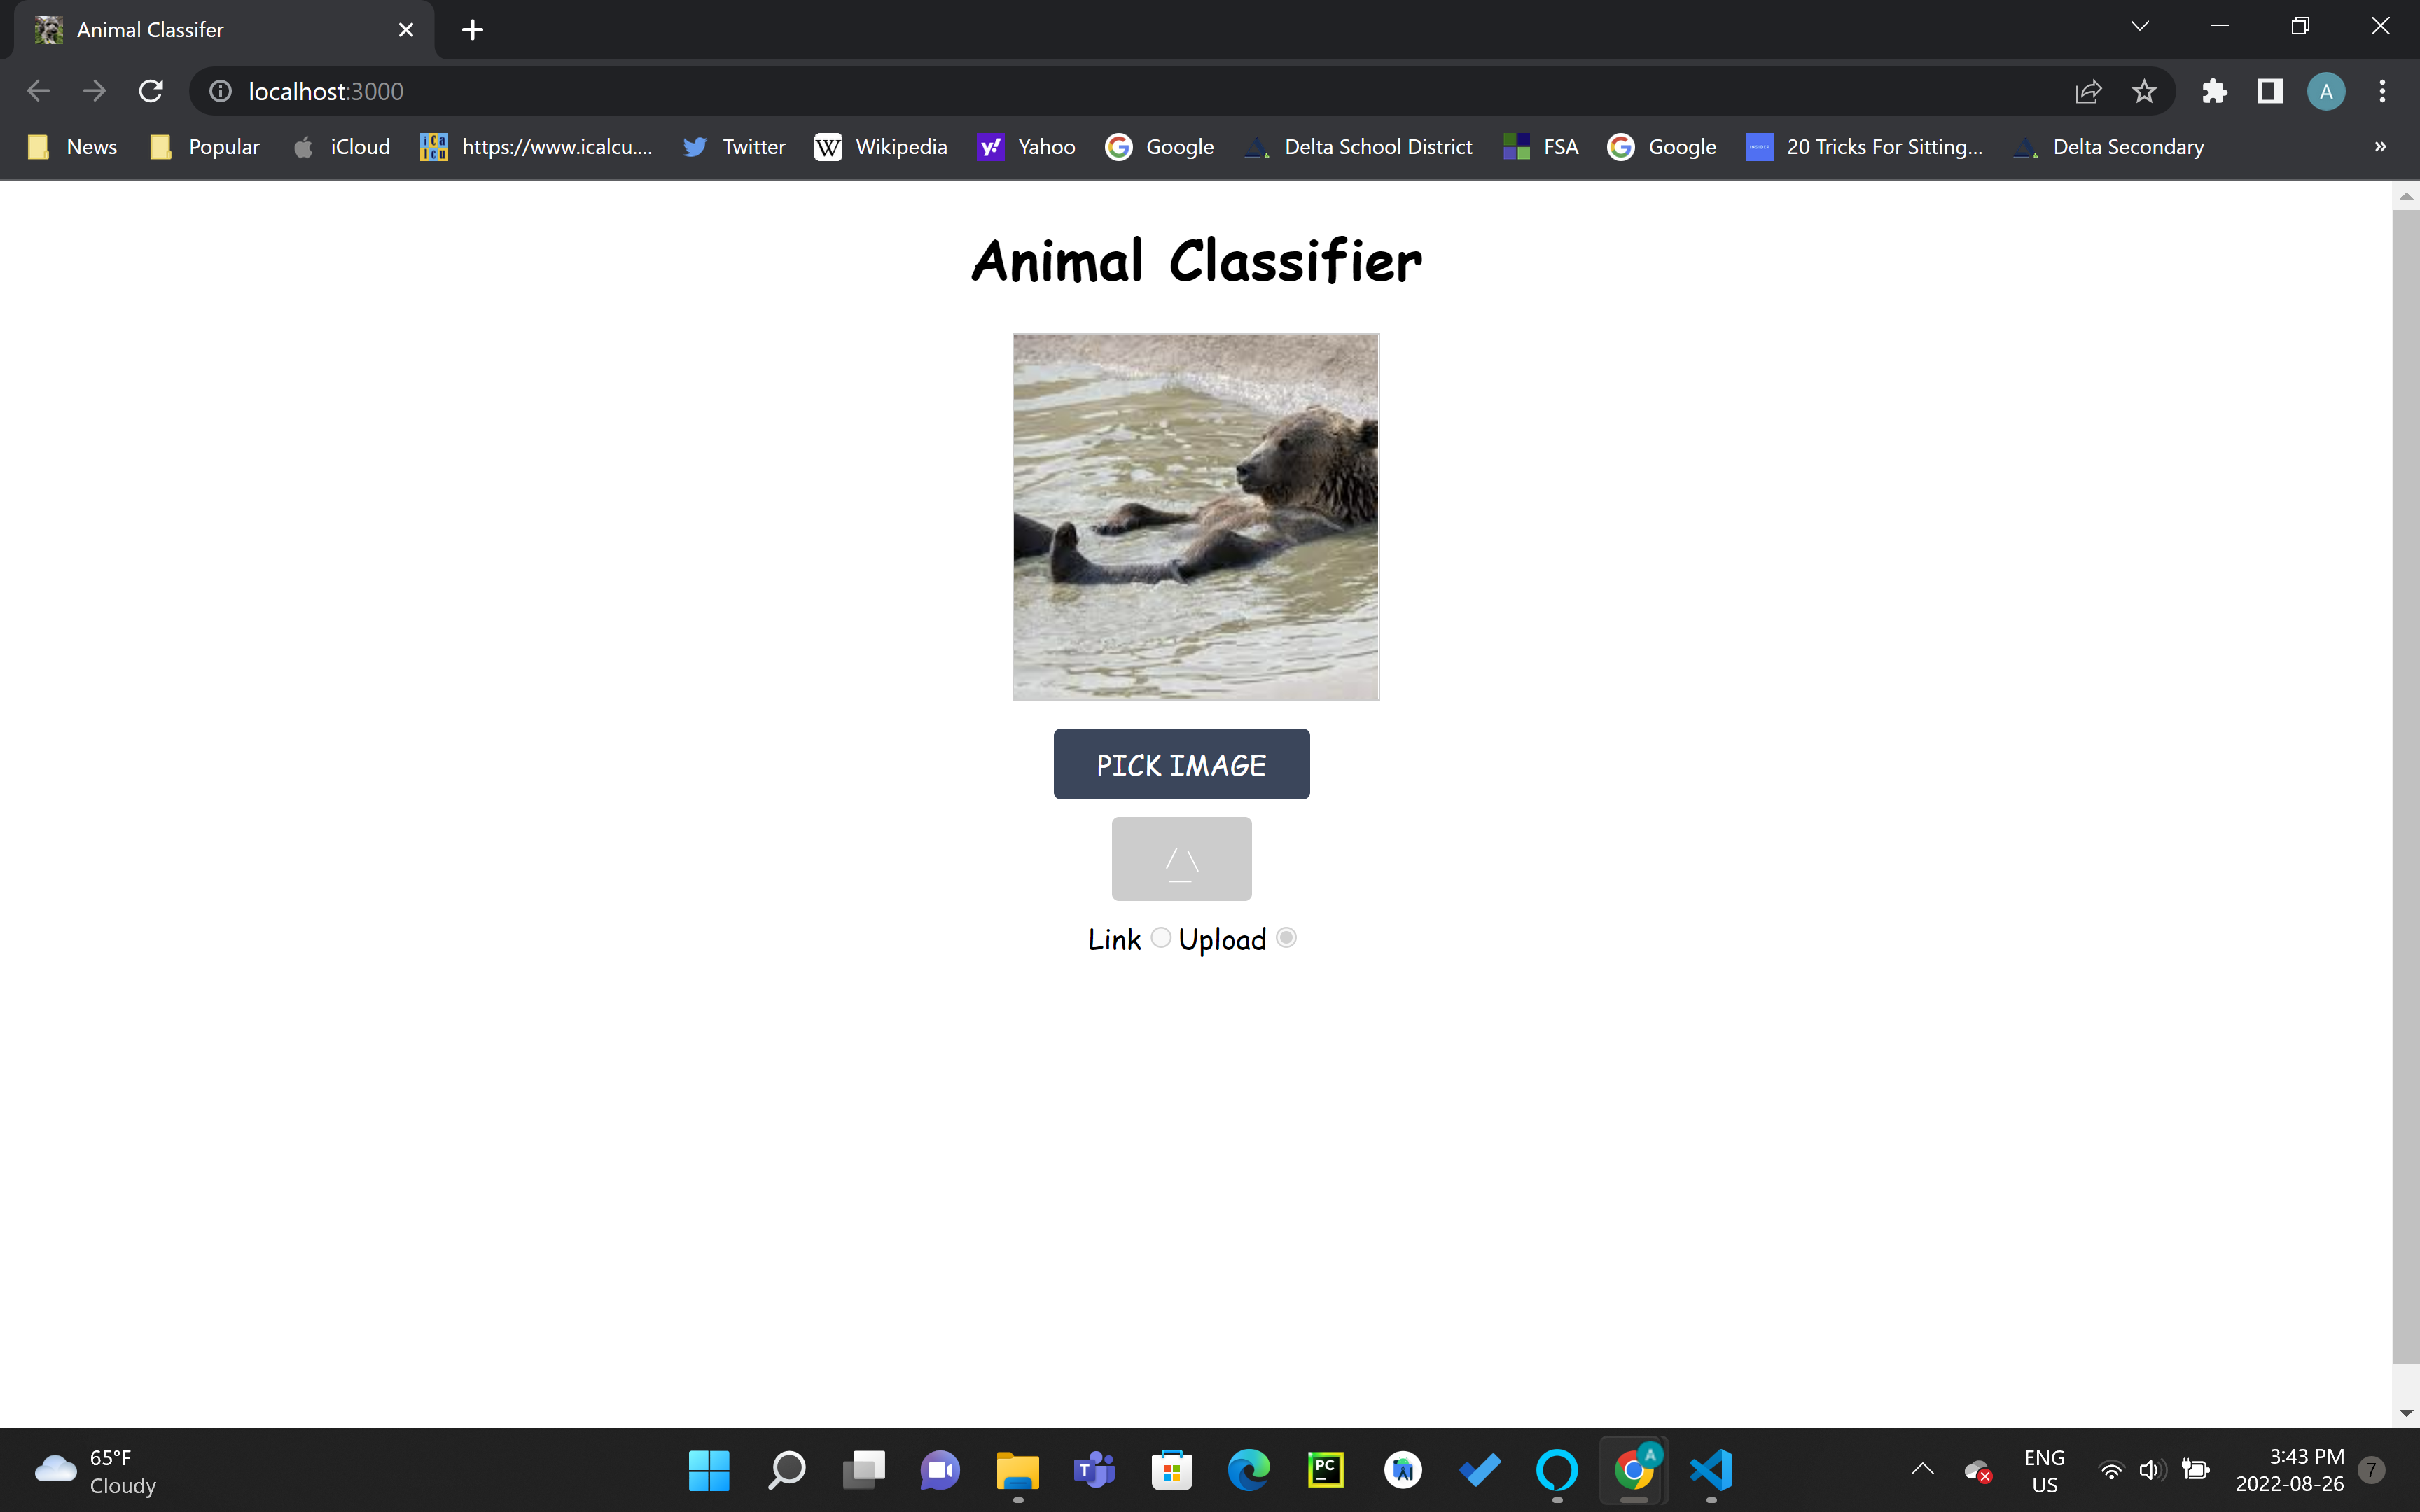 Animal Classifer
localhost:3000
News
Popular
iCloud
https://www.icalcu....
Twitter
Wikipedia
Yahoo
Google
Delta School District
FSA
Google
20 Tricks For Sitting...
Delta Secondary
»
A
Animal Classifier
PICK IMAGE
Link Upload
65°F
Cloudy
ENG
US
3:43 PM
2022-08-26
7